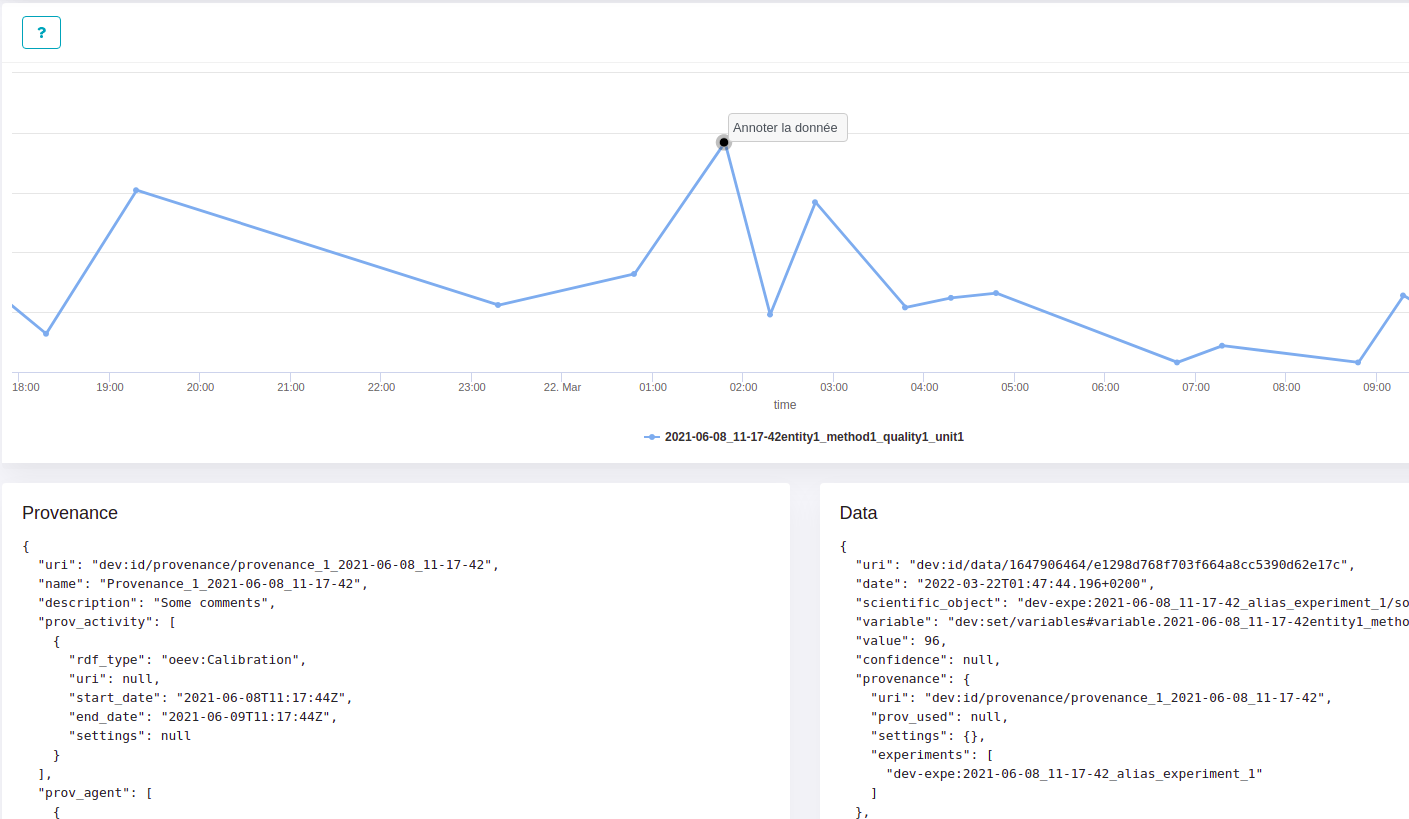 ?
Annoter la donnée
18:00 19:00 20:00 21:00 22:00 23:00 22. Mar 01:00 02:00 03:00 04:00 05:00 06:00 07:00 08:00 09:00
time
2021-06-08_11-17-42entity1_method1_quality1_unit1
Provenance
{
"uri": "dev:id/provenance/provenance_1_2021-06-08_11-17-42",
"name": "Provenance_1_2021-06-08_11-17-42",
"description": "Some comments",
"prov_activity": [
{
"rdf_type": "oeev:Calibration",
"uri": null,
"start_date": "2021-06-08T11:17:44Z",
"end_date": "2021-06-09T11:17:44Z",
"settings": null
}
],
"prov_agent": [
{
Data
{
"uri": "dev:id/data/1647906464/e1298d768f703f664a8cc5390d62e17c",
"date": "2022-03-22T01:47:44.196+0200",
"scientific_object": "dev-expe:2021-06-08_11-17-42_alias_experiment_1/so
"variable": "dev:set/variables#variable.2021-06-08_11-17-42entity1_metho
"value": 96,
"confidence": null,
"provenance": {
"uri": "dev:id/provenance/provenance_1_2021-06-08_11-17-42",
"prov_used": null,
"settings": {},
"experiments": [
"dev-expe:2021-06-08_11-17-42_alias_experiment_1"
]
},